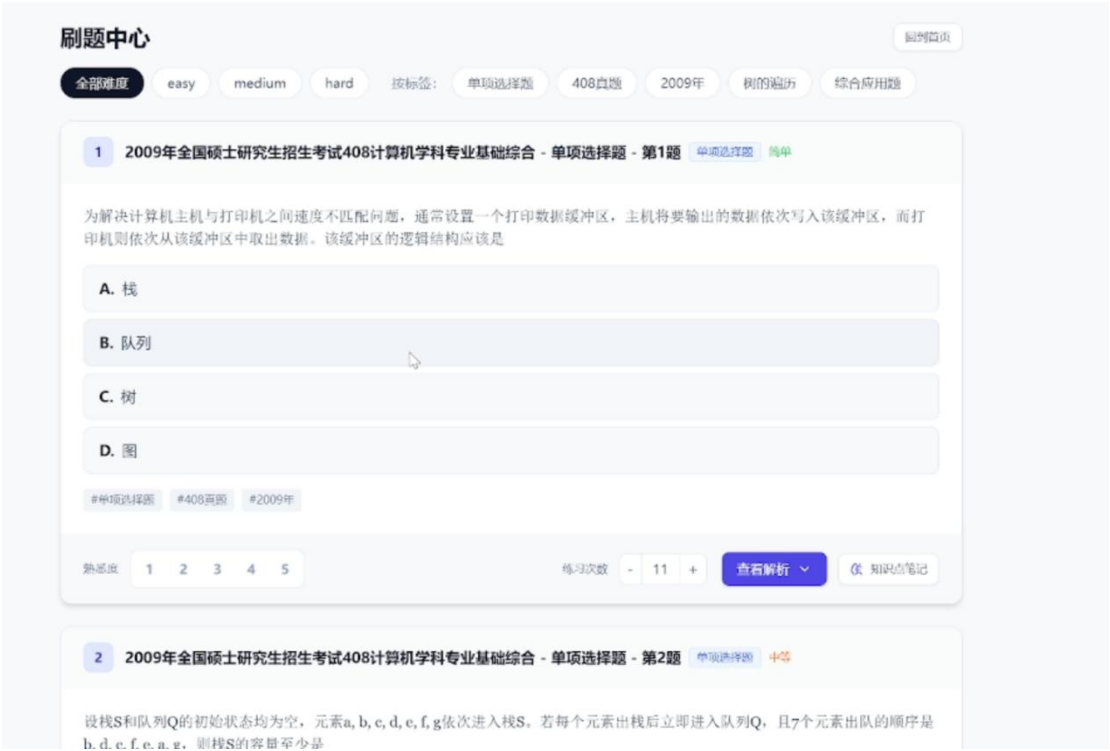 刷题中心
回到首页
全部难度 easy medium hard 按标签: 单项选择题 408真题 2009年 树的遍历 综合应用题
1 2009年全国硕士研究生招生考试408计算机学科专业基础综合 - 单项选择题 - 第1题 单项选择题 简单
为解决计算机主机与打印机之间速度不匹配问题，通常设置一个打印数据缓冲区，主机将要输出的数据依次写入该缓冲区，而打
印机则依次从该缓冲区中取出数据。该缓冲区的逻辑结构应该是
A. 栈
B. 队列
C. 树
D. 图
#单项选择题 #408真题 #2009年
熟悉度 1 2 3 4 5 练习次数 - 11 + 查看解析 知识点笔记
2 2009年全国硕士研究生招生考试408计算机学科专业基础综合 - 单项选择题 - 第2题 单项选择题 中等
设栈S和队列Q的初始状态均为空，元素a, b, c, d, e, f, g依次进入栈S。若每个元素出栈后立即进入队列Q，且7个元素出队的顺序是
b, d, c, f, e, a, g，则栈S的容量至少是